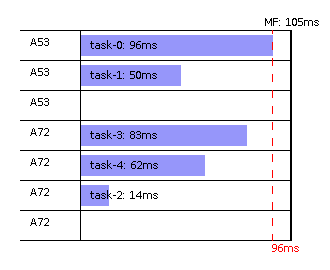 MF: 105ms
A53 task-0: 96ms
A53 task-1: 50ms
A53
A72 task-3: 83ms
A72 task-4: 62ms
A72 task-2: 14ms
A72
96ms